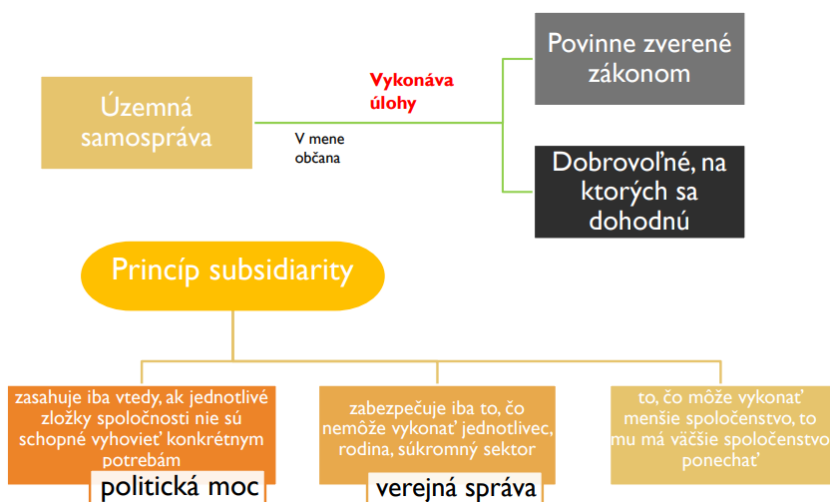 Územná
samospráva
Vykonáva
úlohy
V mene
občana
Povinne zverené
zákonom
Dobrovoľné, na
ktorých sa
dohodnú
Princíp subsidiarity
zasahuje iba vtedy, ak jednotlivé
zložky spoločnosti nie sú
schopné vyhovieť konkrétnym
potrebám
politická moc
zabezpečuje iba to, čo
nemôže vykonať jednotlivec,
rodina, súkromný sektor
verejná správa
to, čo môže vykonať
menšie spoločenstvo, to
mu má väčšie spoločenstvo
ponechať